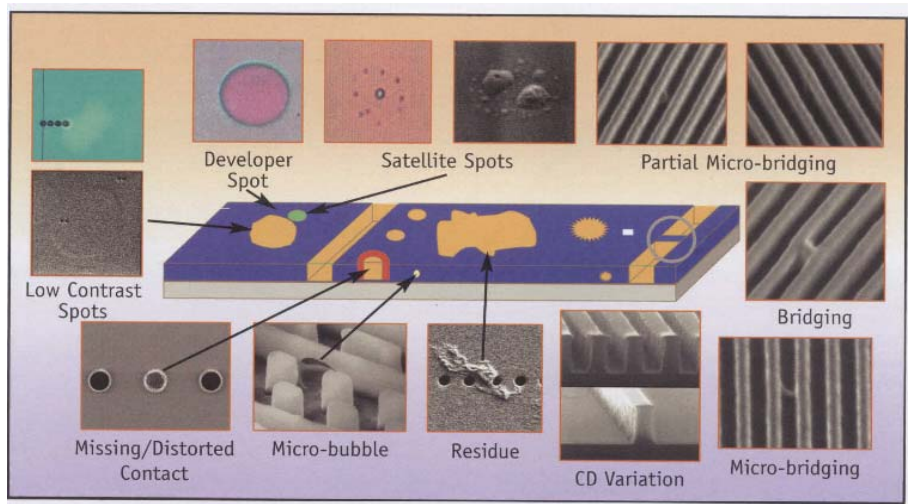 Developer
Spot
Satellite Spots
Partial Micro-bridging
Low Contrast
Spots
Bridging
Missing/Distorted
Contact
Micro-bubble
Residue
CD Variation
Micro-bridging